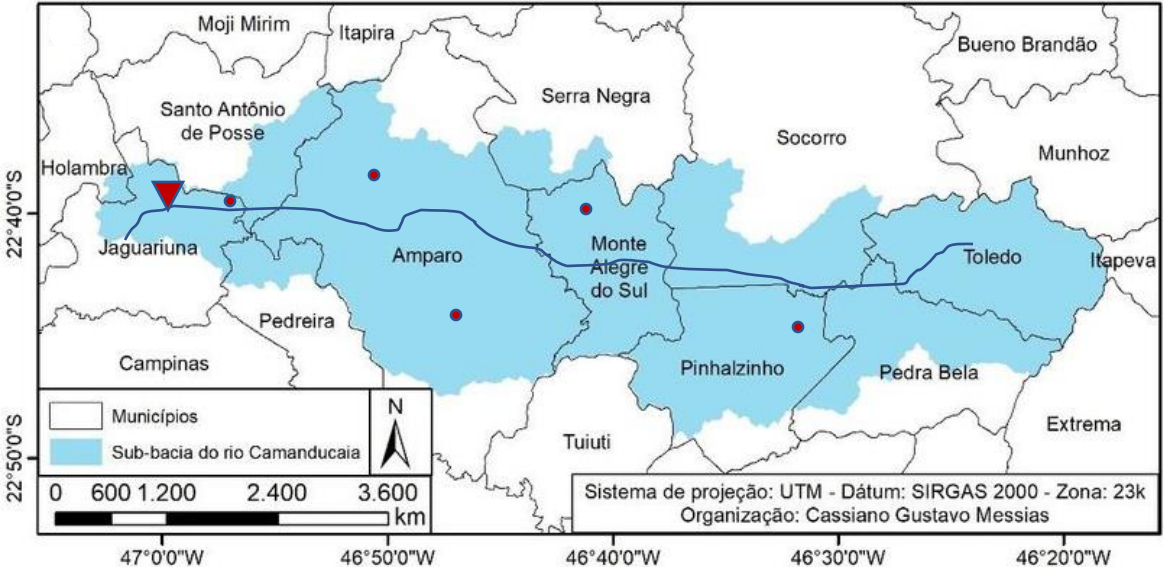 Moji Mirim
Itapira
Bueno Brandão
Santo Antônio
de Posse
Serra Negra
Socorro
Munhoz
Holambra
22°40'0"S
Jaguariuna
Amparo
Monte
Alegre
do Sul
Toledo
Itapeva
Pedreira
Campinas
Pinhalzinho
Pedra Bela
Extrema
Tuiuti
22°50'0"S
Municípios
Sub-bacia do rio Camanducaia
N
0 600 1.200 2.400 3.600
km
Sistema de projeção: UTM - Dátum: SIRGAS 2000 - Zona: 23k
Organização: Cassiano Gustavo Messias
47°0'0"W 46°50'0"W 46°40'0"W 46°30'0"W 46°20'0"W